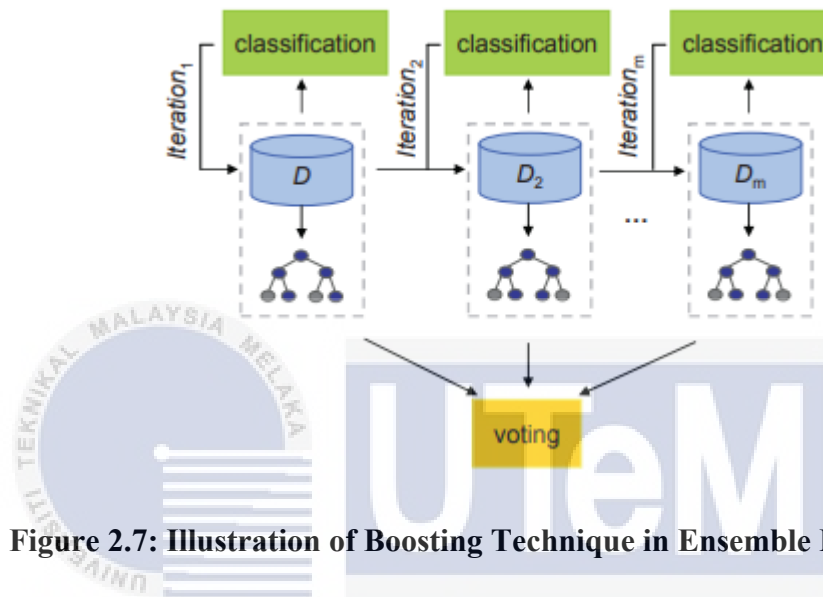 classification classification classification
Iteration1 Iteration2 Iterationm
D D2 Dm
...
voting
UNIVERSITI TEKNIKAL MALAYSIA MELAKA
UTeM
Figure 2.7: Illustration of Boosting Technique in Ensemble